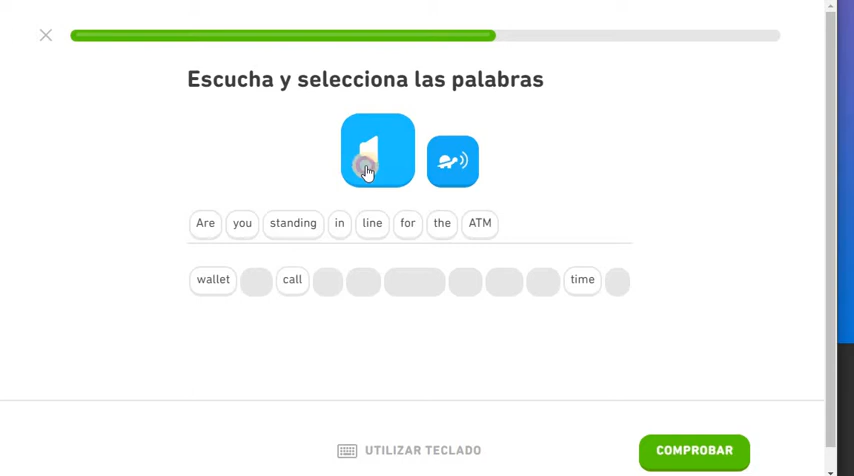 Escucha y selecciona las palabras
Are you standing in line for the ATM
wallet call time
UTILIZAR TECLADO COMPROBAR